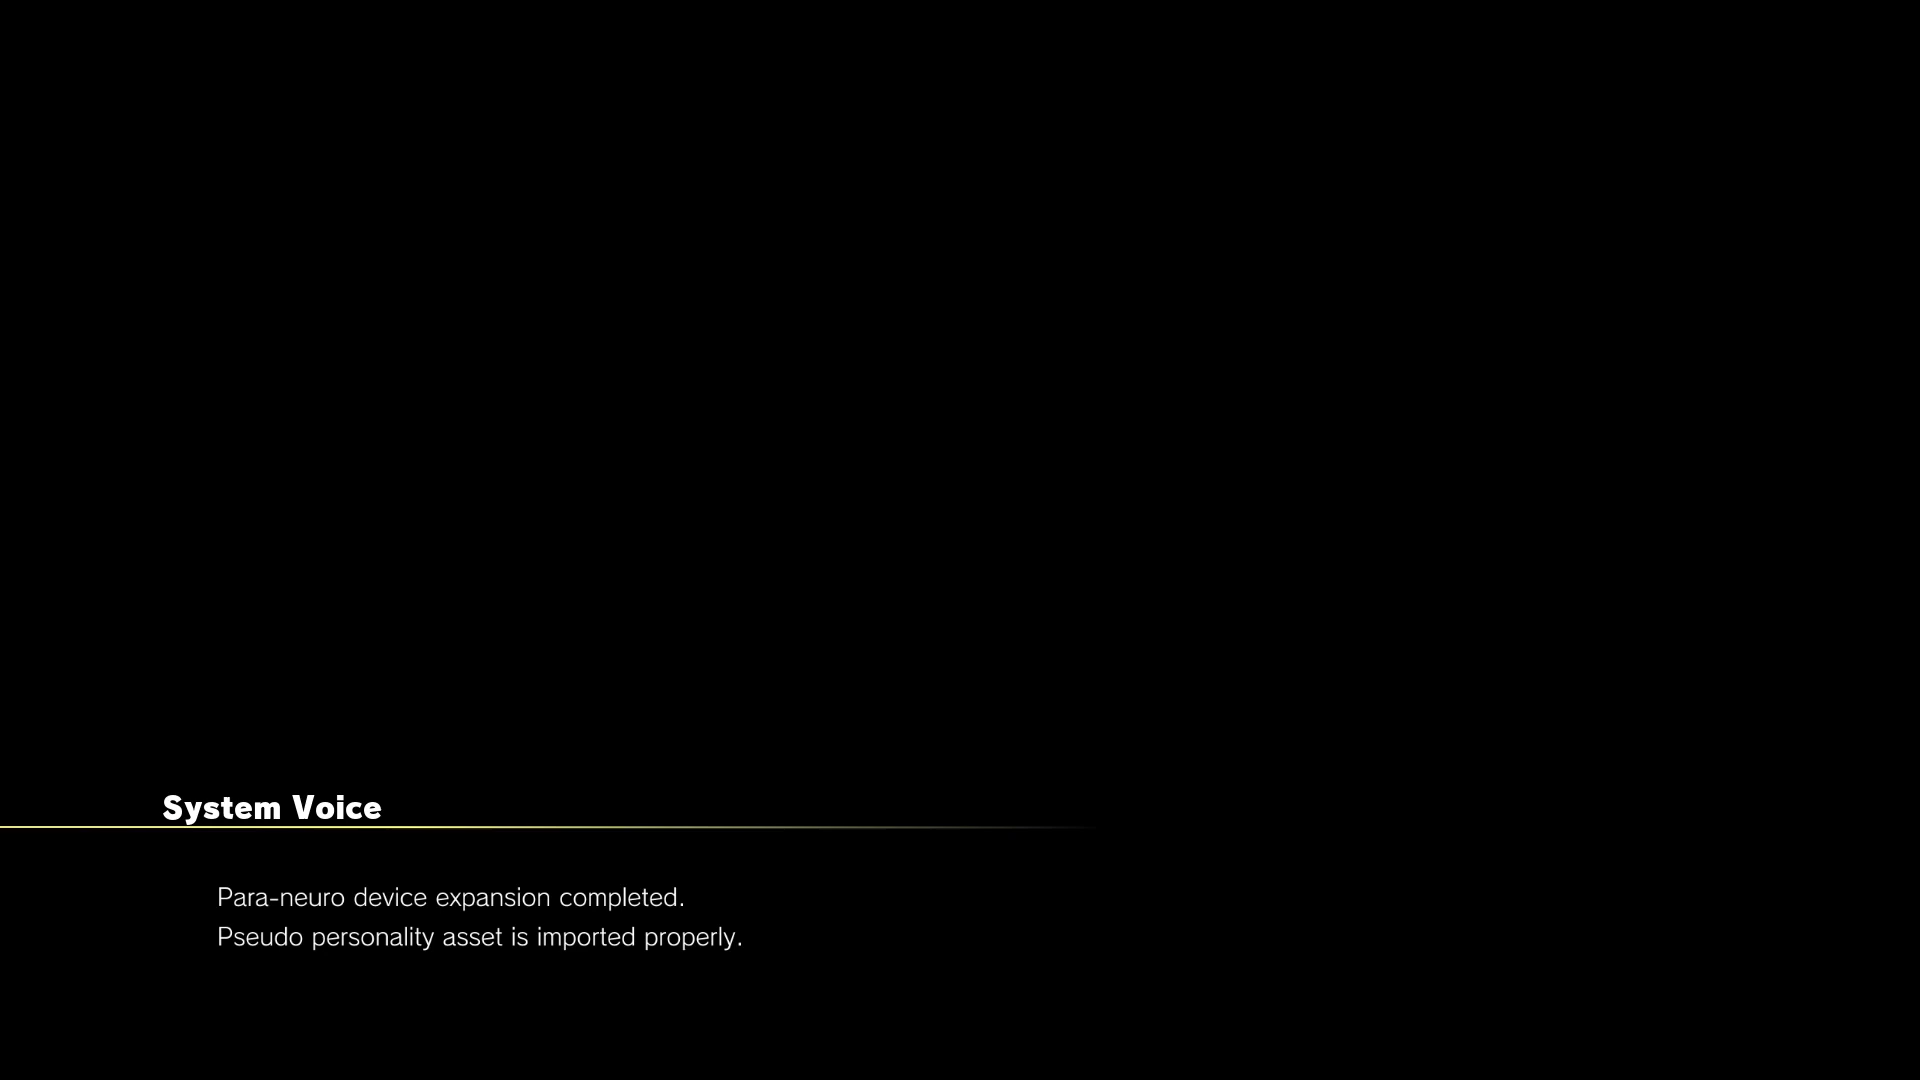 System Voice
Para-neuro device expansion completed.
Pseudo personality asset is imported properly.